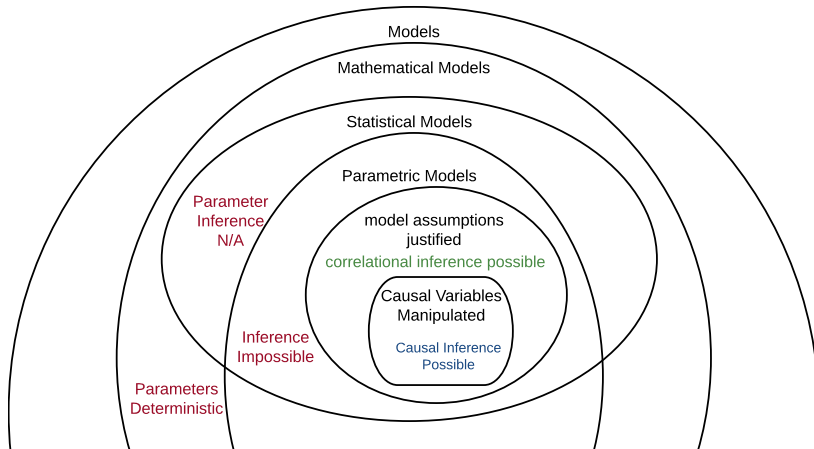 Models
Mathematical Models
Statistical Models
Parametric Models
Parameter
Inference
N/A
model assumptions
justified
correlational inference possible
Causal Variables
Manipulated
Inference
Impossible
Causal Inference
Possible
Parameters
Deterministic